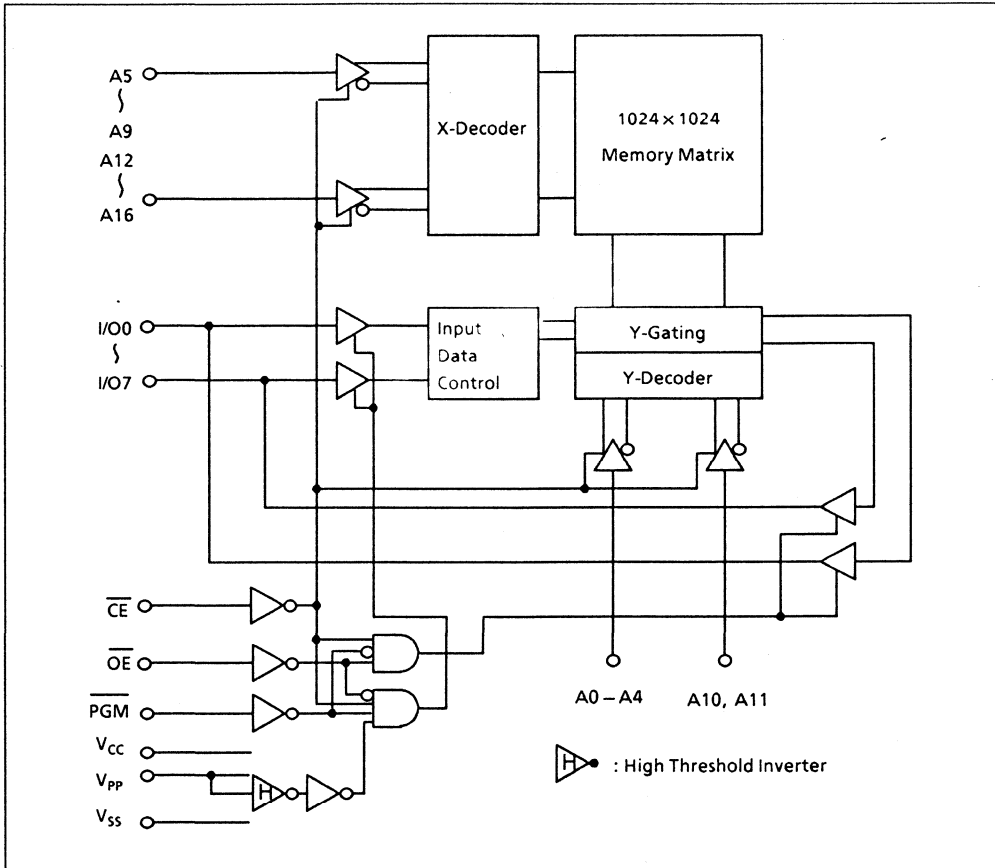 A5
A9
A12
A16
X-Decoder
1024 × 1024
Memory Matrix
I/O0
I/O7
Input
Data
Control
Y-Gating
Y-Decoder
CE
OE
PGM
VCC
VPP
VSS
H
A0 – A4
A10, A11
H : High Threshold Inverter